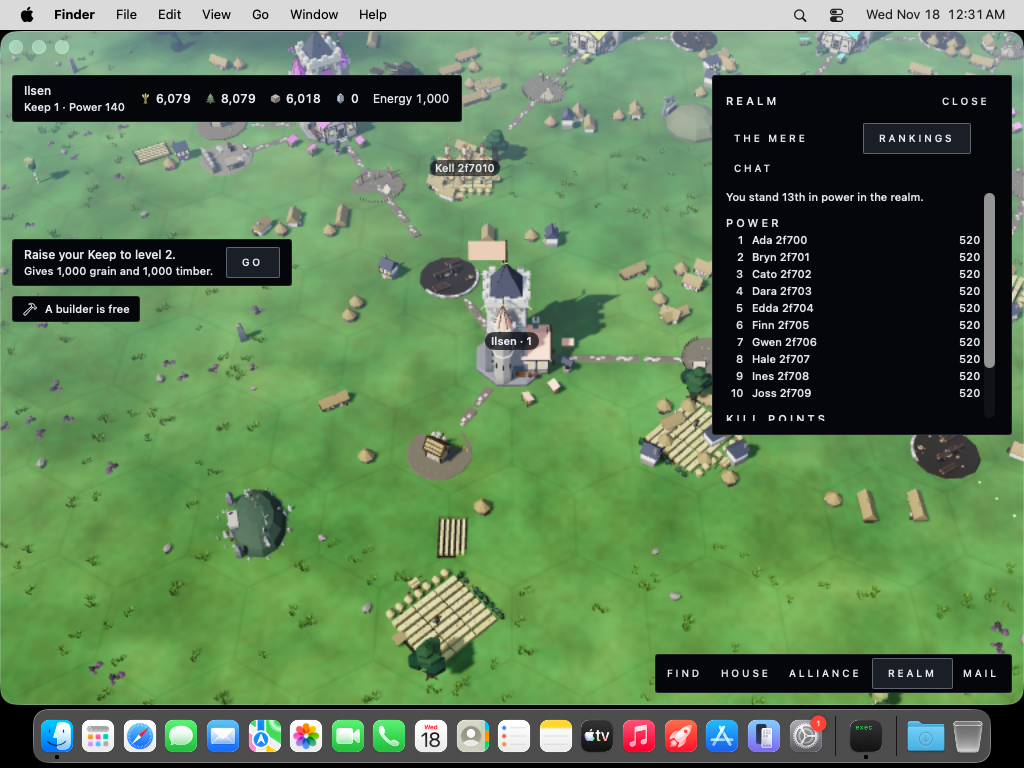 Finder File Edit View Go Window Help Wed Nov 18 12:31 AM
Ilsen
Keep 1 · Power 140
6,079 8,079 6,018 0 Energy 1,000
REALM CLOSE
THE MERE RANKINGS
CHAT
You stand 13th in power in the realm.
POWER
1 Ada 2f700 520
2 Bryn 2f701 520
3 Cato 2f702 520
4 Dara 2f703 520
5 Edda 2f704 520
6 Finn 2f705 520
7 Gwen 2f706 520
8 Hale 2f707 520
9 Ines 2f708 520
10 Joss 2f709 520
KILL POINTS
Kell 2f7010
Raise your Keep to level 2.
Gives 1,000 grain and 1,000 timber.
GO
A builder is free
Ilsen · 1
FIND HOUSE ALLIANCE REALM MAIL
Wed
18
tv
1
exec